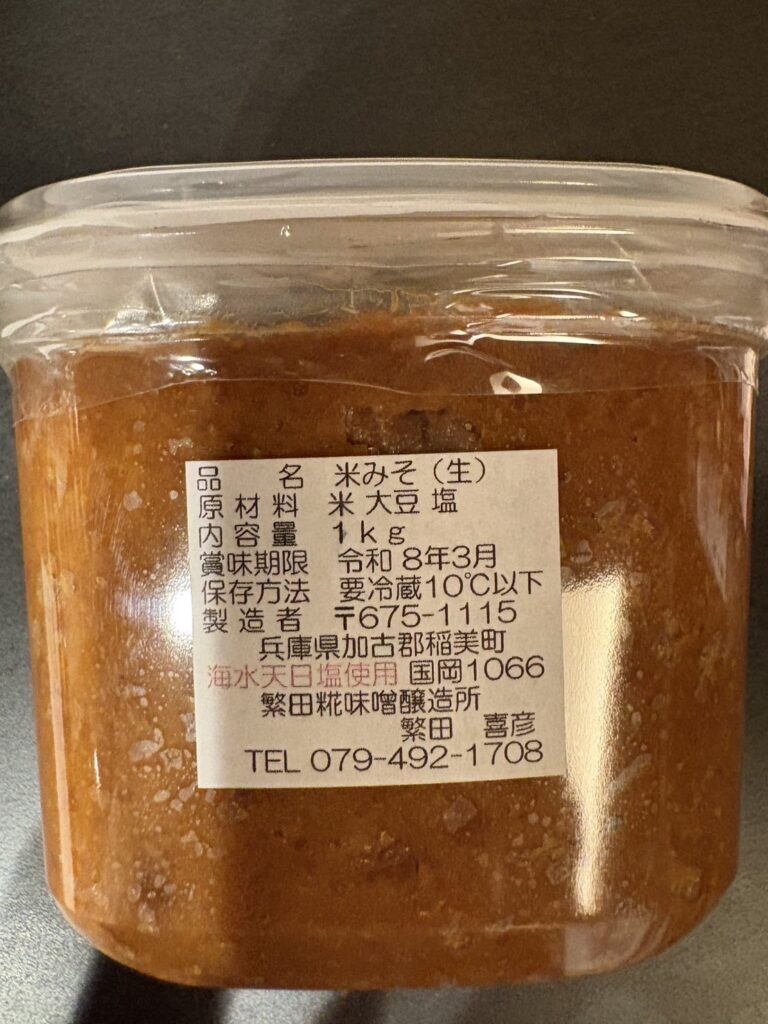 品名 米みそ（生）
原材料 米 大豆 塩
内容量 1kg
賞味期限 令和8年3月
保存方法 要冷蔵10℃以下
製造者 〒675-1115
兵庫県加古郡稲美町
海水天日塩使用 国岡1066
繁田糀味噌醸造所
繁田 喜彦
TEL 079-492-1708